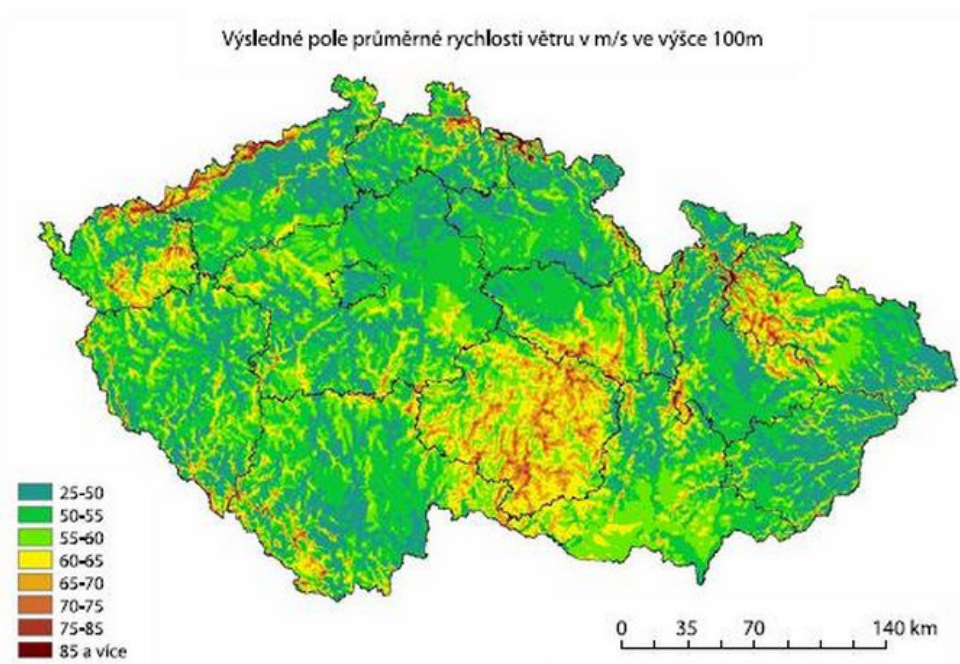 Výsledné pole průměrné rychlosti větru v m/s ve výšce 100m
25-50
50-55
55-60
60-65
65-70
70-75
75-85
85 a více
0 35 70 140 km